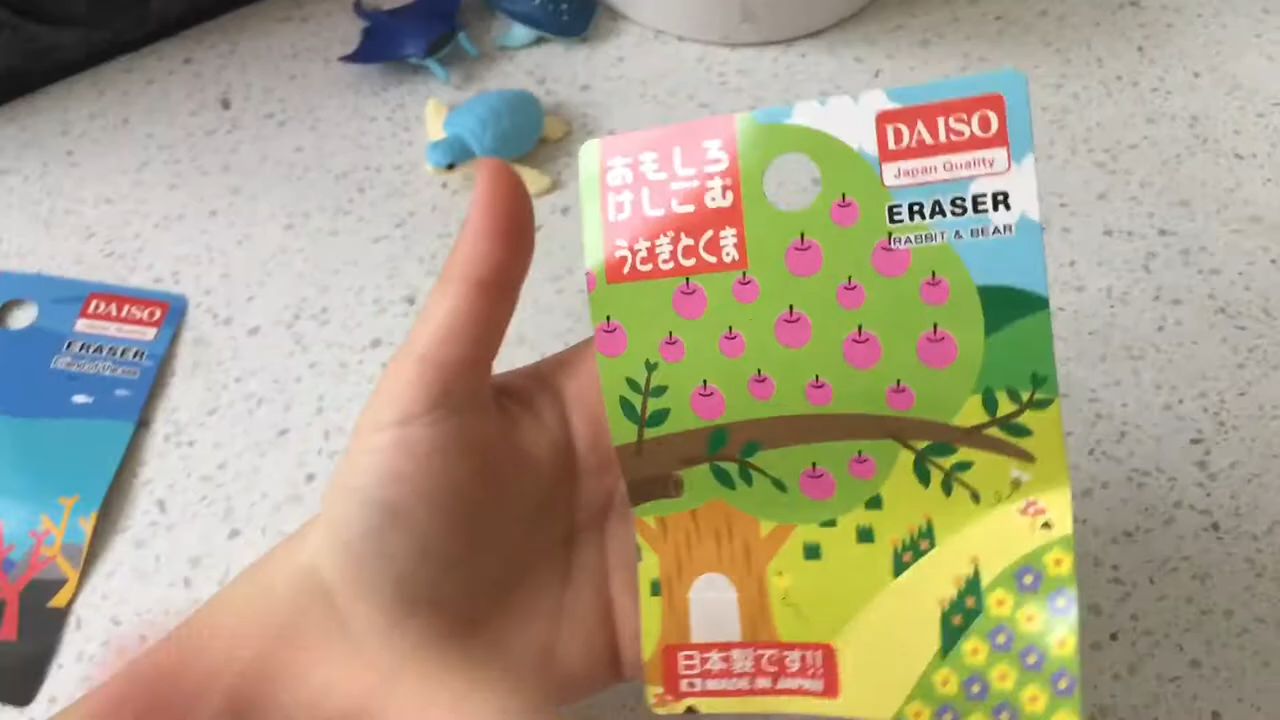 おもしろ
けしごむ
うさぎとくま
DAISO
Japan Quality
ERASER
RABBIT & BEAR
日本製です!!
MADE IN JAPAN
DAISO
ERASER